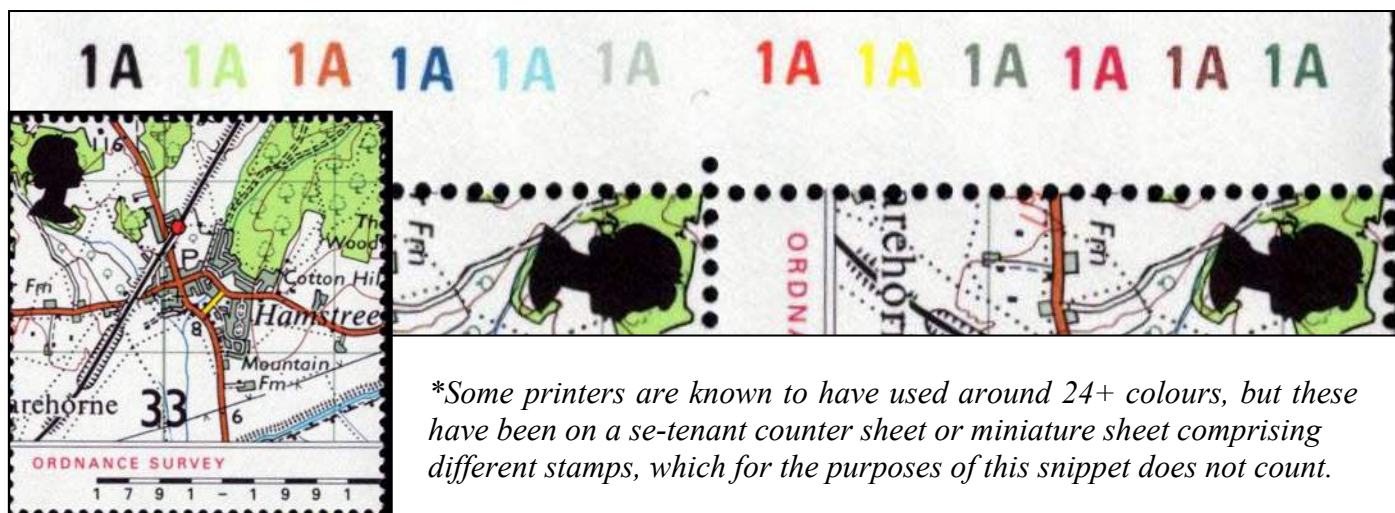 1A 1A 1A 1A 1A 1A 1A 1A 1A 1A 1A 1A
116
Th
Wood
P
Cotton Hil
Fm
Hamstree
8
Mountain
Fm
arehorne 33
6
ORDNANCE SURVEY
1 7 9 1 – 1 9 9 1
Fm
ORDNA
arehorn
Fm
*Some printers are known to have used around 24+ colours, but these
have been on a se-tenant counter sheet or miniature sheet comprising
different stamps, which for the purposes of this snippet does not count.